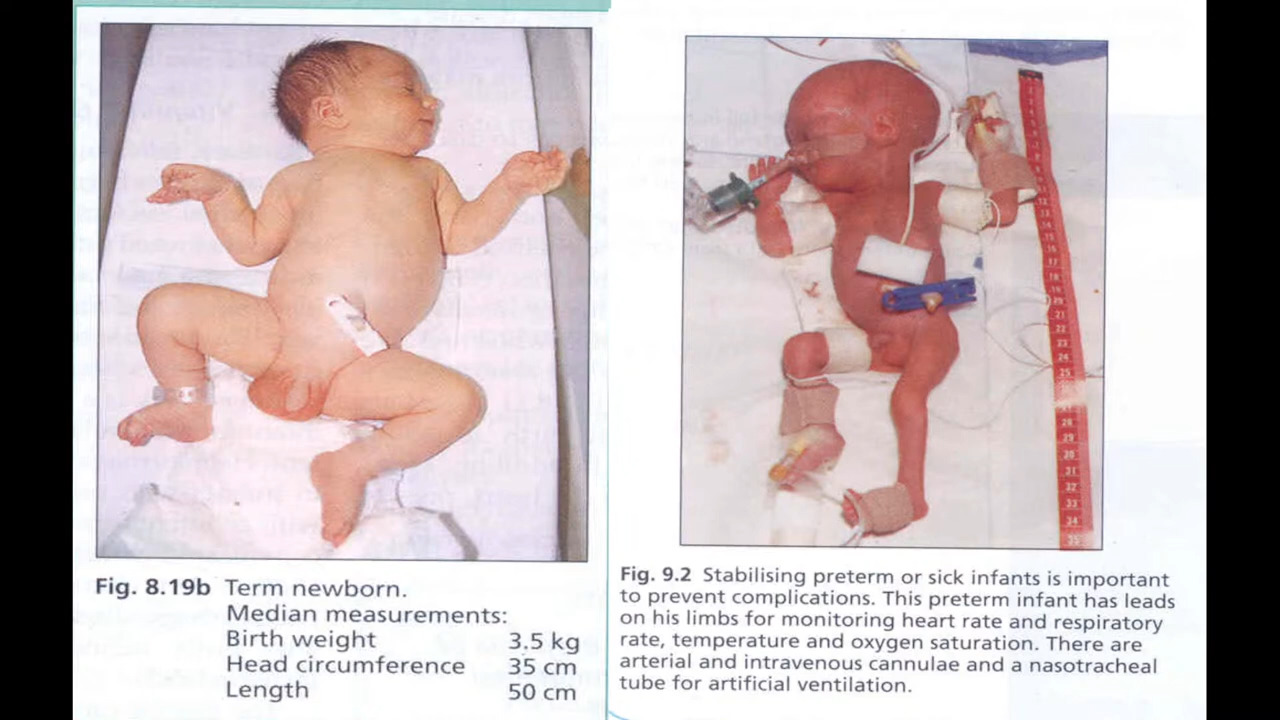 Fig. 8.19b Term newborn.
Median measurements:
Birth weight 3.5 kg
Head circumference 35 cm
Length 50 cm
Fig. 9.2 Stabilising preterm or sick infants is important
to prevent complications. This preterm infant has leads
on his limbs for monitoring heart rate and respiratory
rate, temperature and oxygen saturation. There are
arterial and intravenous cannulae and a nasotracheal
tube for artificial ventilation.